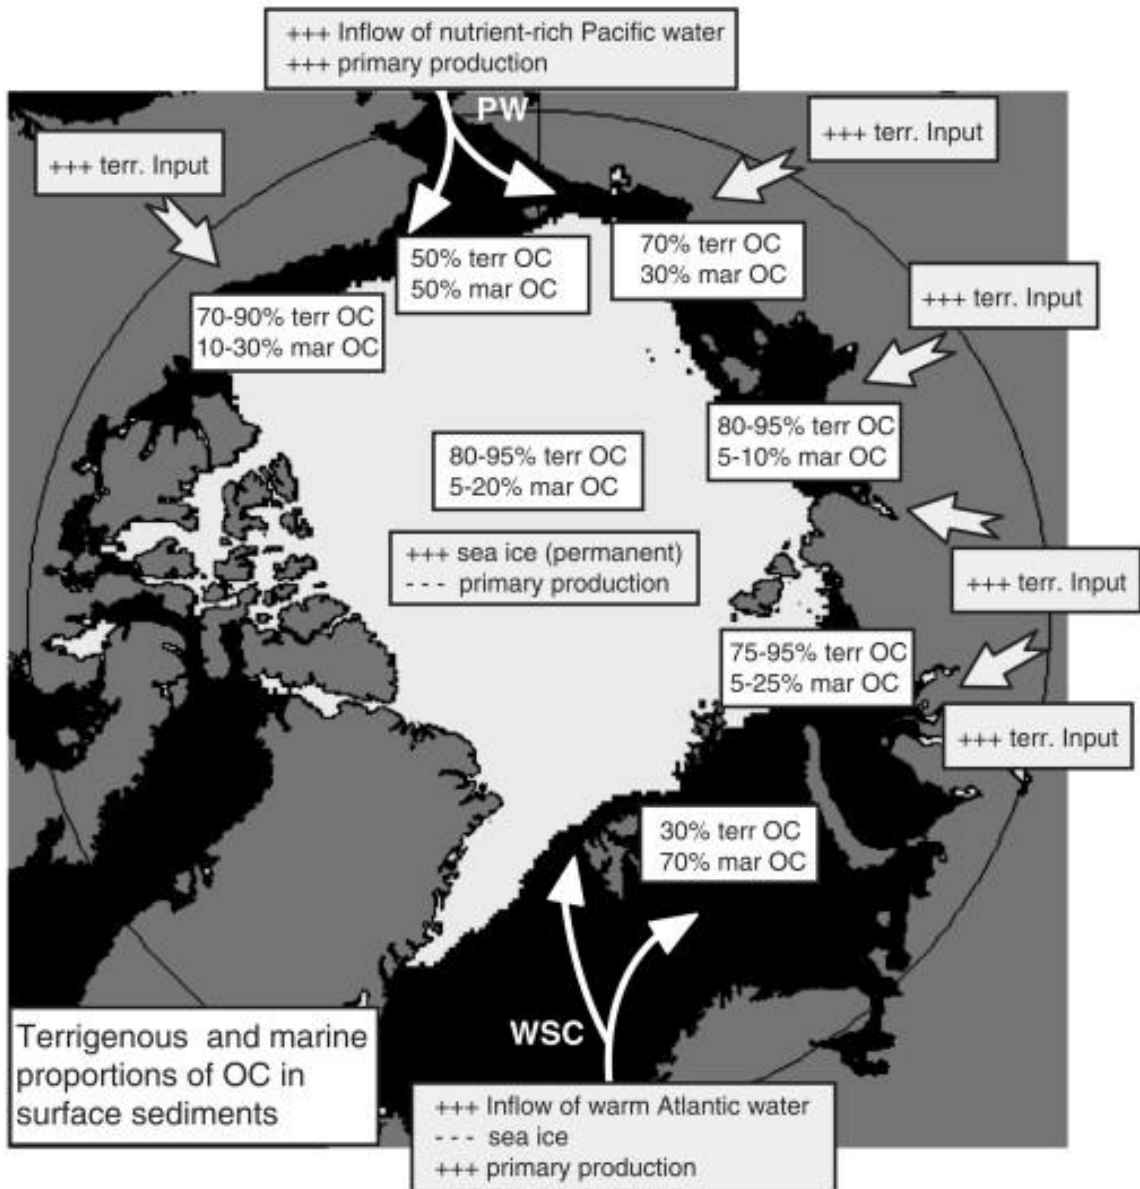 +++ Inflow of nutrient-rich Pacific water
+++ primary production
PW
+++ terr. Input
+++ terr. Input
50% terr OC
50% mar OC
70% terr OC
30% mar OC
+++ terr. Input
70-90% terr OC
10-30% mar OC
80-95% terr OC
5-10% mar OC
80-95% terr OC
5-20% mar OC
+++ sea ice (permanent)
--- primary production
+++ terr. Input
75-95% terr OC
5-25% mar OC
+++ terr. Input
30% terr OC
70% mar OC
WSC
Terrigenous and marine
proportions of OC in
surface sediments
+++ Inflow of warm Atlantic water
--- sea ice
+++ primary production